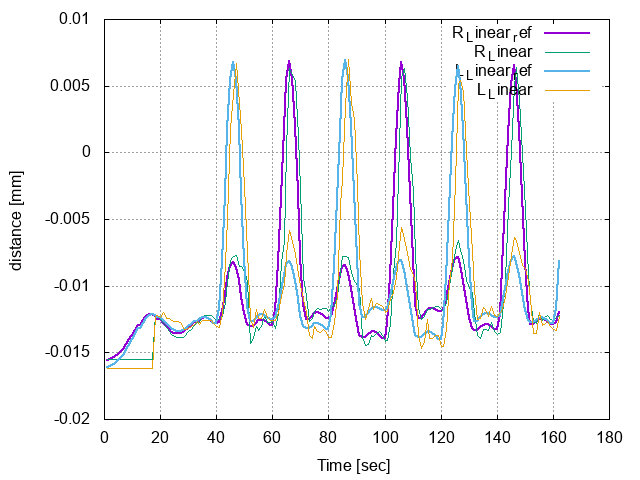 0.01
0.005
0
-0.005
-0.01
-0.015
-0.02
0 20 40 60 80 100 120 140 160 180
Time [sec]
distance [mm]
R_Linear_ref
R_Linear
L_Linear_ref
L_Linear